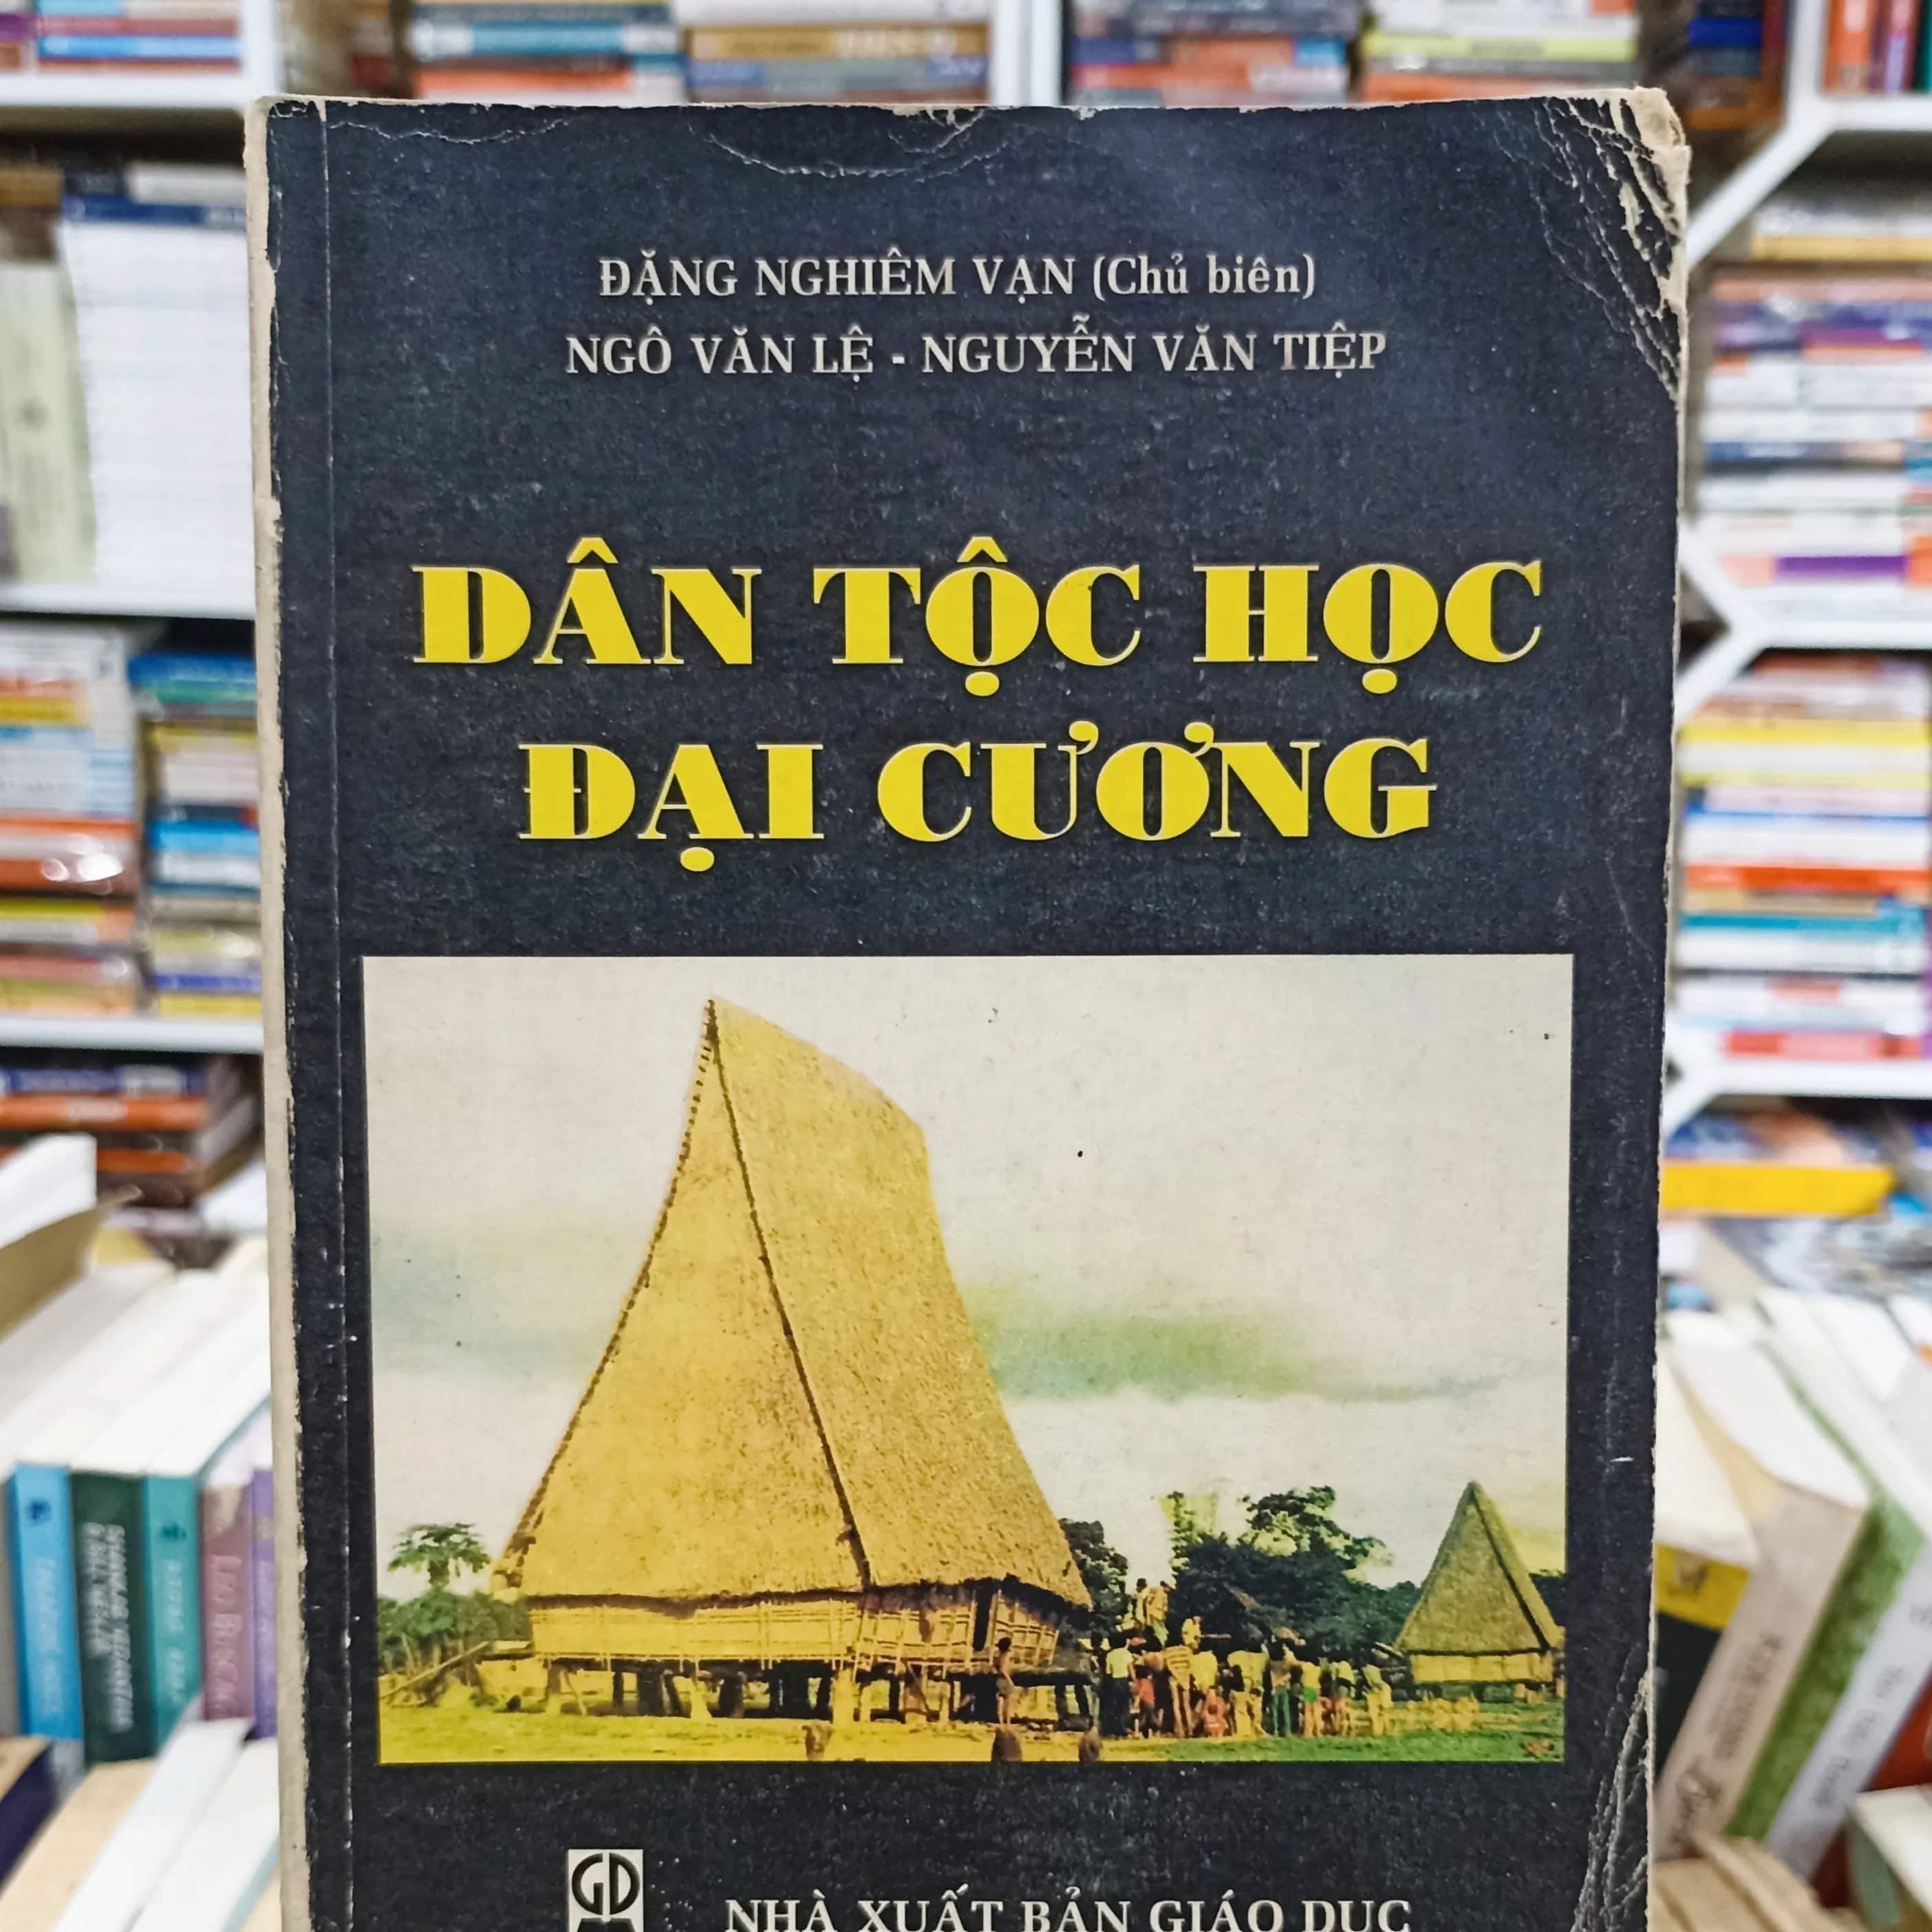 ĐẶNG NGHIÊM VẠN (Chủ biên)
NGÔ VĂN LỆ - NGUYỄN VĂN TIỆP
DÂN TỘC HỌC
ĐẠI CƯƠNG
GD
NHÀ XUẤT BẢN GIÁO DỤC